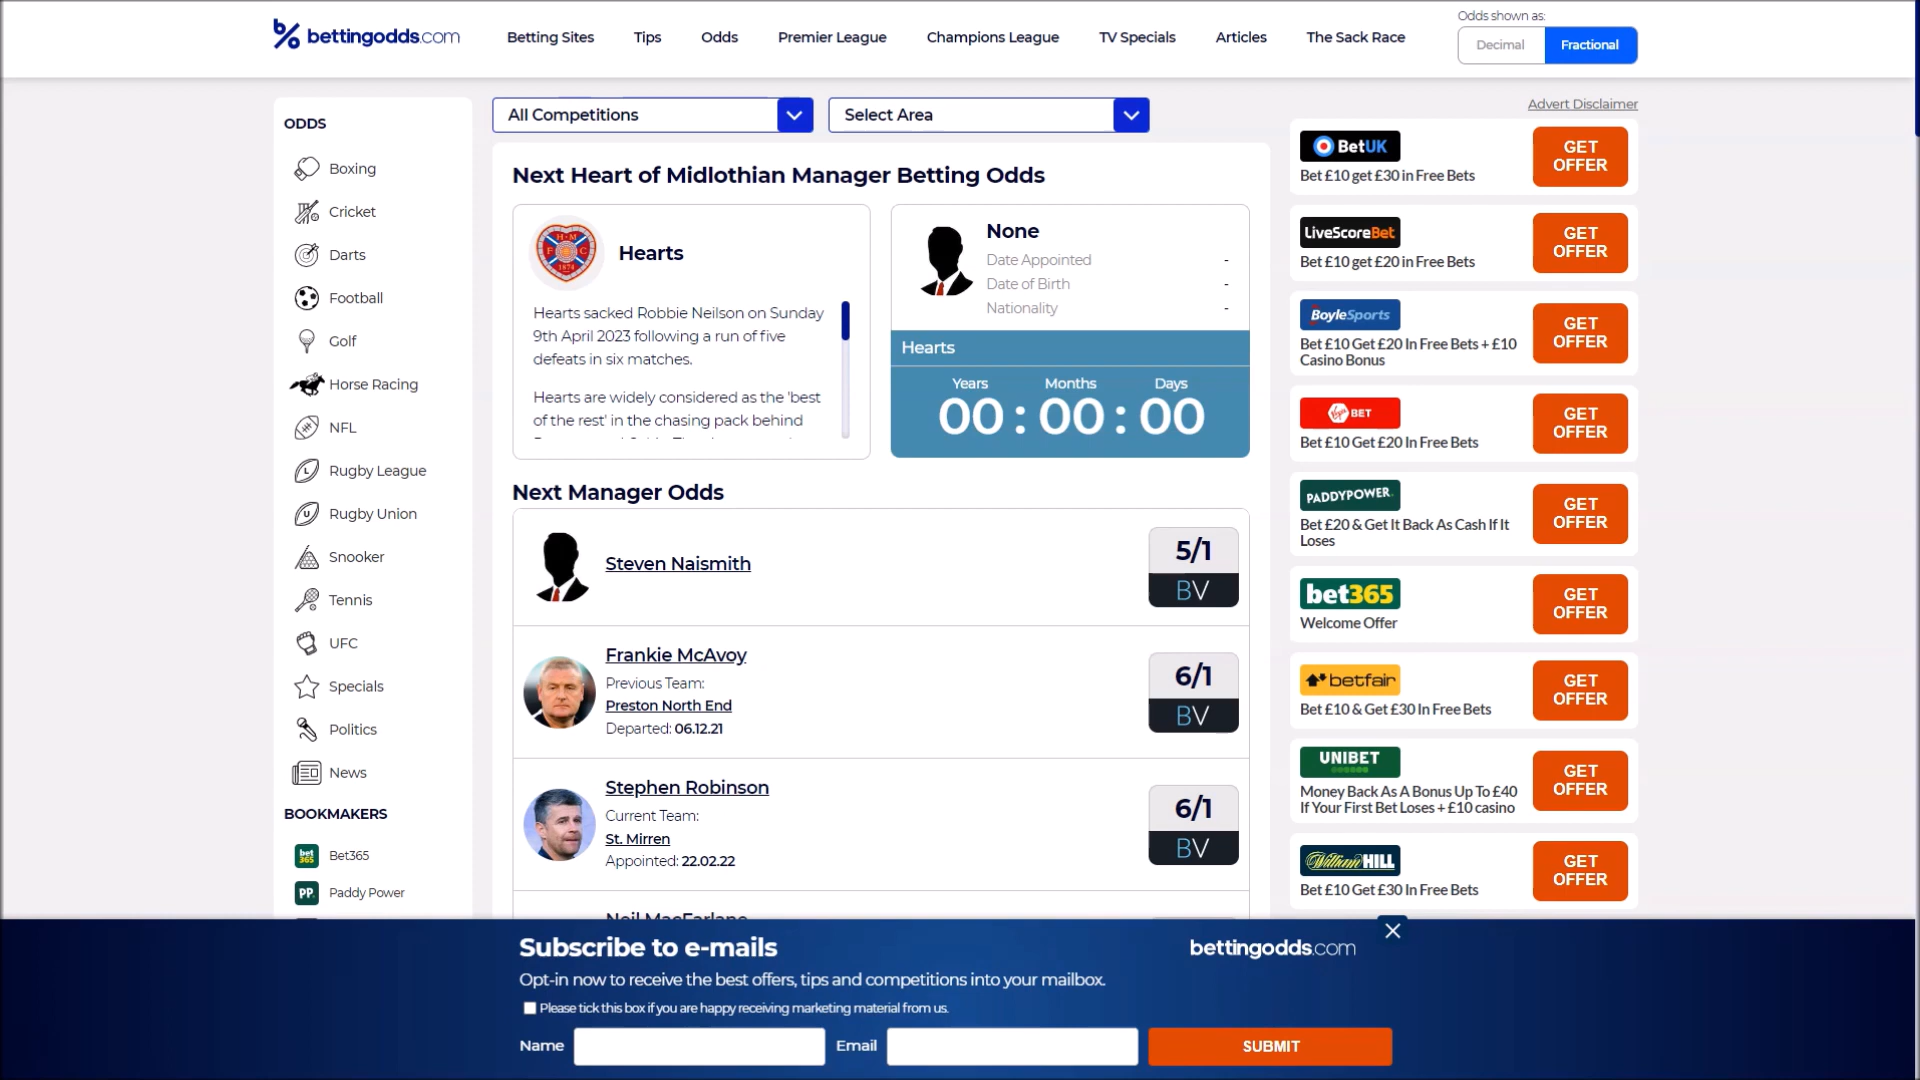 bettingodds.com
Betting Sites
Tips
Odds
Premier League
Champions League
TV Specials
Articles
The Sack Race
Odds shown as:
Decimal
Fractional
ODDS
Boxing
Cricket
Darts
Football
Golf
Horse Racing
NFL
Rugby League
Rugby Union
Snooker
Tennis
UFC
Specials
Politics
News
BOOKMAKERS
bet
365
Bet365
PP.
Paddy Power
All Competitions
Select Area
Next Heart of Midlothian Manager Betting Odds
H M
F C
1874
Hearts
Hearts sacked Robbie Neilson on Sunday
9th April 2023 following a run of five
defeats in six matches.
Hearts are widely considered as the 'best
of the rest' in the chasing pack behind
None
Date Appointed -
Date of Birth -
Nationality -
Hearts
Years Months Days
00 : 00 : 00
Next Manager Odds
Steven Naismith
5/1
BV
Frankie McAvoy
Previous Team:
Preston North End
Departed: 06.12.21
6/1
BV
Stephen Robinson
Current Team:
St. Mirren
Appointed: 22.02.22
6/1
BV
Neil MacFarlane
Advert Disclaimer
BetUK
Bet £10 get £30 in Free Bets
GET
OFFER
LiveScoreBet
Bet £10 get £20 in Free Bets
GET
OFFER
BoyleSports
Bet £10 Get £20 In Free Bets + £10
Casino Bonus
GET
OFFER
Virgin BET
Bet £10 Get £20 In Free Bets
GET
OFFER
PADDYPOWER.
Bet £20 & Get It Back As Cash If It
Loses
GET
OFFER
bet365
Welcome Offer
GET
OFFER
betfair
Bet £10 & Get £30 In Free Bets
GET
OFFER
UNIBET
Money Back As A Bonus Up To £40
If Your First Bet Loses + £10 casino
GET
OFFER
William HILL
Bet £10 Get £30 In Free Bets
GET
OFFER
Subscribe to e-mails
bettingodds.com
Opt-in now to receive the best offers, tips and competitions into your mailbox.
Please tick this box if you are happy receiving marketing material from us.
Name
Email
SUBMIT